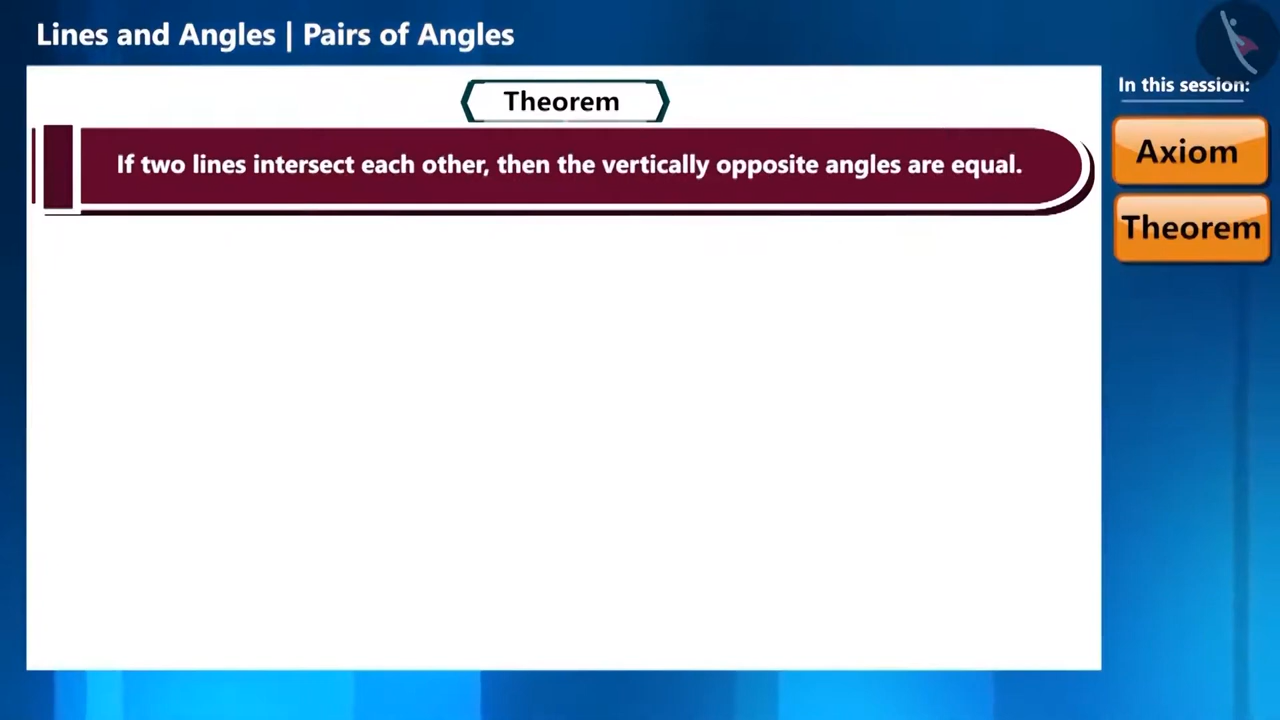 Lines and Angles | Pairs of Angles
Theorem
If two lines intersect each other, then the vertically opposite angles are equal.
In this session:
Axiom
Theorem